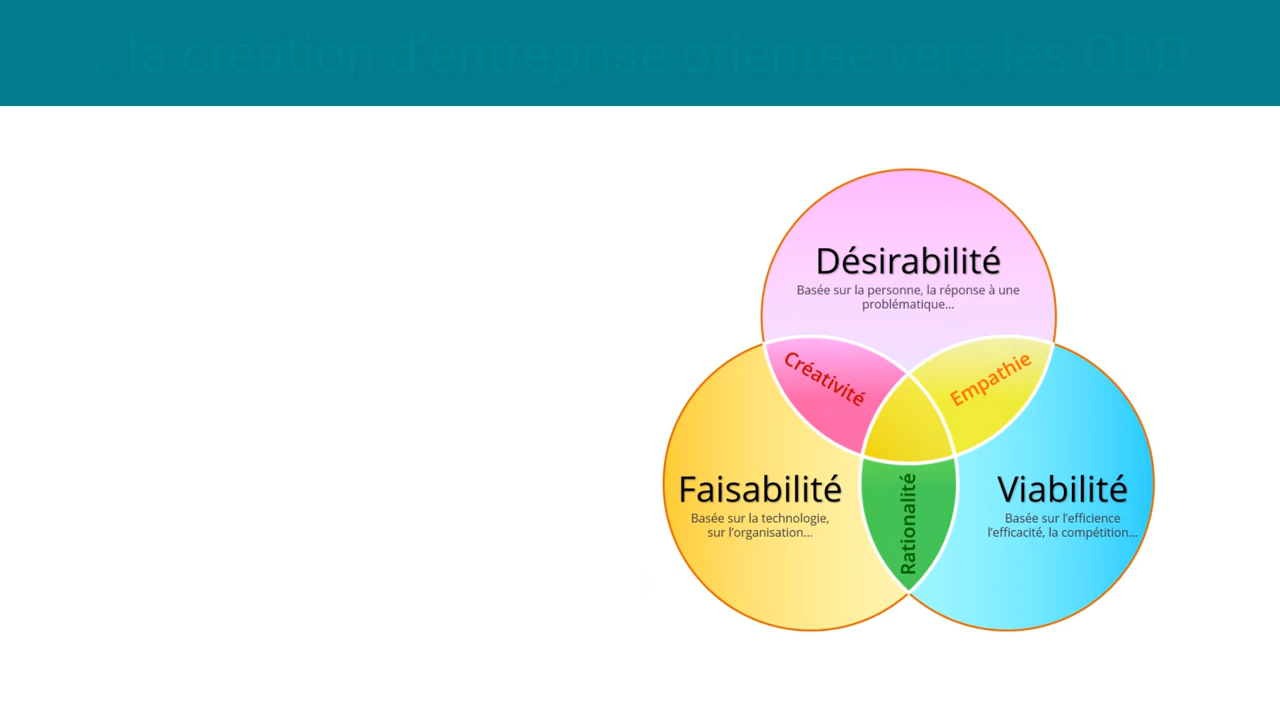 ...la création d'entreprise orientée vers les ODD
Désirabilité
Basée sur la personne, la réponse à une
problématique...
Créativité
Empathie
Faisabilité
Basée sur la technologie,
sur l'organisation...
Rationalité
Viabilité
Basée sur l'efficience
l'efficacité, la compétition...